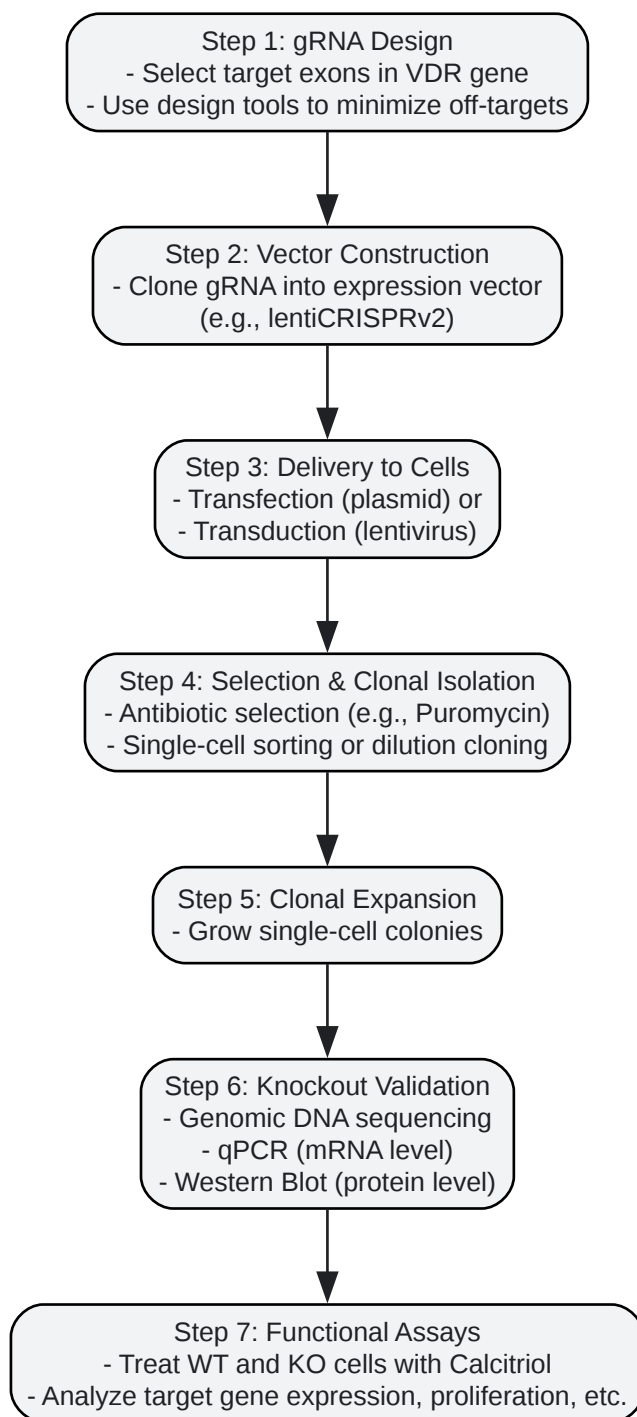 Step 1: gRNA Design
- Select target exons in VDR gene
- Use design tools to minimize off-targets
Step 2: Vector Construction
- Clone gRNA into expression vector
(e.g., lentiCRISPRv2)
Step 3: Delivery to Cells
- Transfection (plasmid) or
- Transduction (lentivirus)
Step 4: Selection & Clonal Isolation
- Antibiotic selection (e.g., Puromycin)
- Single-cell sorting or dilution cloning
Step 5: Clonal Expansion
- Grow single-cell colonies
Step 6: Knockout Validation
- Genomic DNA sequencing
- qPCR (mRNA level)
- Western Blot (protein level)
Step 7: Functional Assays
- Treat WT and KO cells with Calcitriol
- Analyze target gene expression, proliferation, etc.